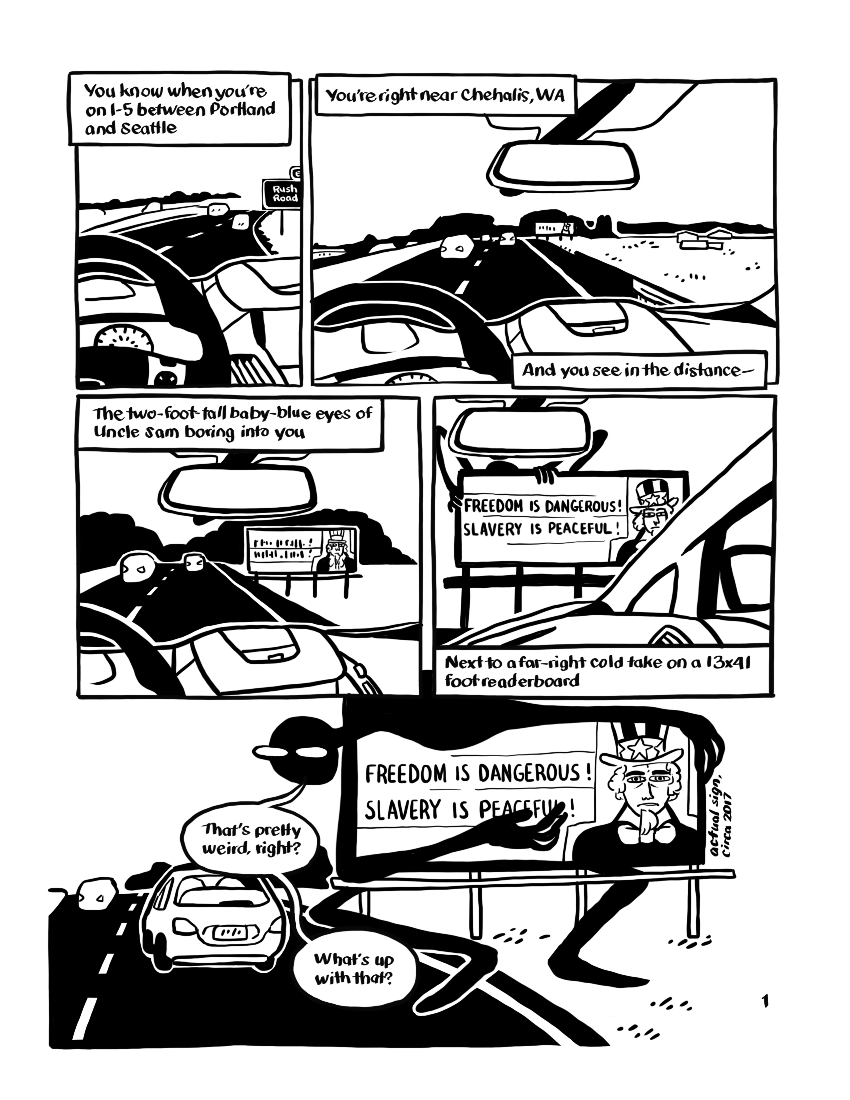 You know when you're
on I-5 between Portland
and Seattle
Rush
Road
You're right near Chehalis, WA
And you see in the distance—
The two-foot-tall baby-blue eyes of
Uncle Sam boring into you
FREEDOM IS DANGEROUS!
SLAVERY IS PEACEFUL!
Next to a far-right cold take on a 13x41
foot readerboard
FREEDOM IS DANGEROUS!
SLAVERY IS PEACEFUL!
actual sign,
circa 2017
That's pretty
weird, right?
What's up
with that?
1